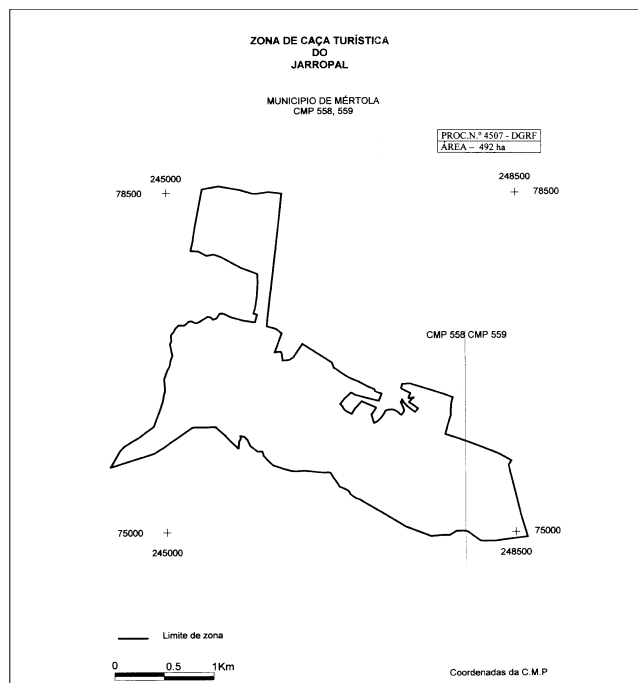 ZONA DE CAÇA TURÍSTICA
DO
JARROPAL
MUNICIPIO DE MÉRTOLA
CMP 558, 559
PROC.N.º 4507 - DGRF
ÁREA – 492 ha
245000
78500
248500
78500
CMP 558 CMP 559
75000
245000
75000
248500
Limite de zona
0 0.5 1Km
Coordenadas da C.M.P